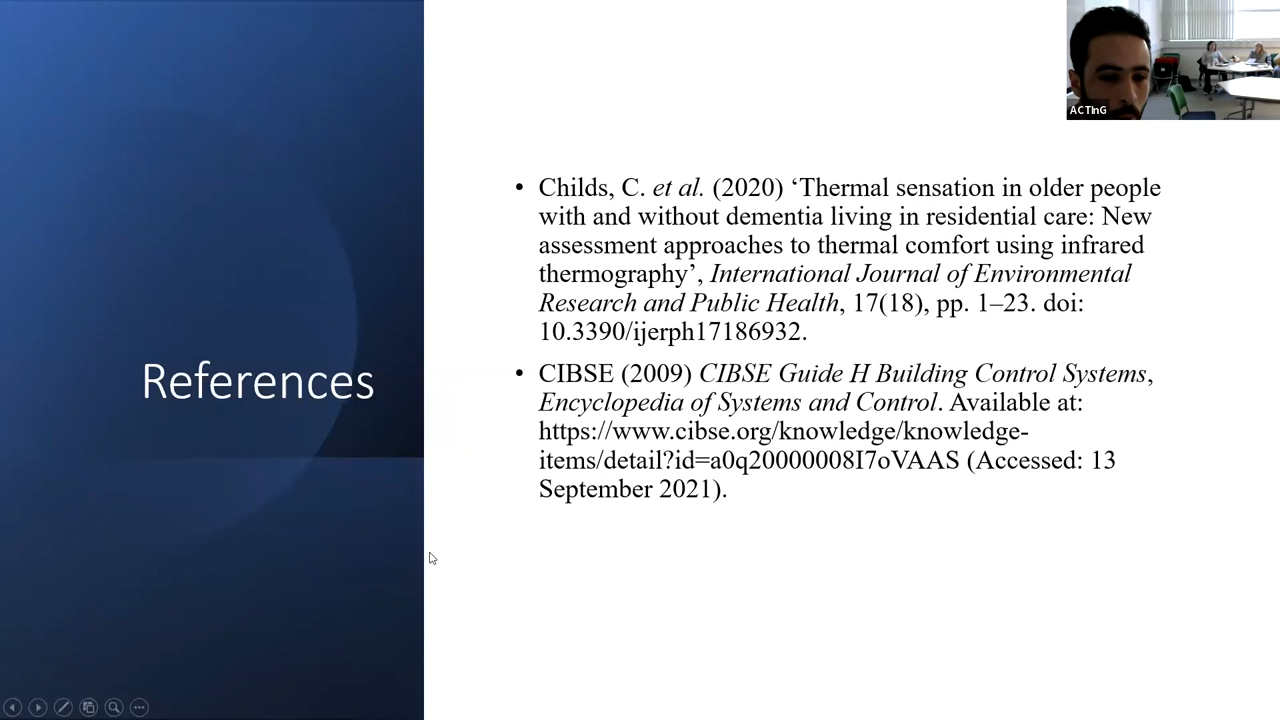 ACTInG
References
• Childs, C. et al. (2020) ‘Thermal sensation in older people
with and without dementia living in residential care: New
assessment approaches to thermal comfort using infrared
thermography’, International Journal of Environmental
Research and Public Health, 17(18), pp. 1–23. doi:
10.3390/ijerph17186932.
• CIBSE (2009) CIBSE Guide H Building Control Systems,
Encyclopedia of Systems and Control. Available at:
https://www.cibse.org/knowledge/knowledge-
items/detail?id=a0q20000008I7oVAAS (Accessed: 13
September 2021).